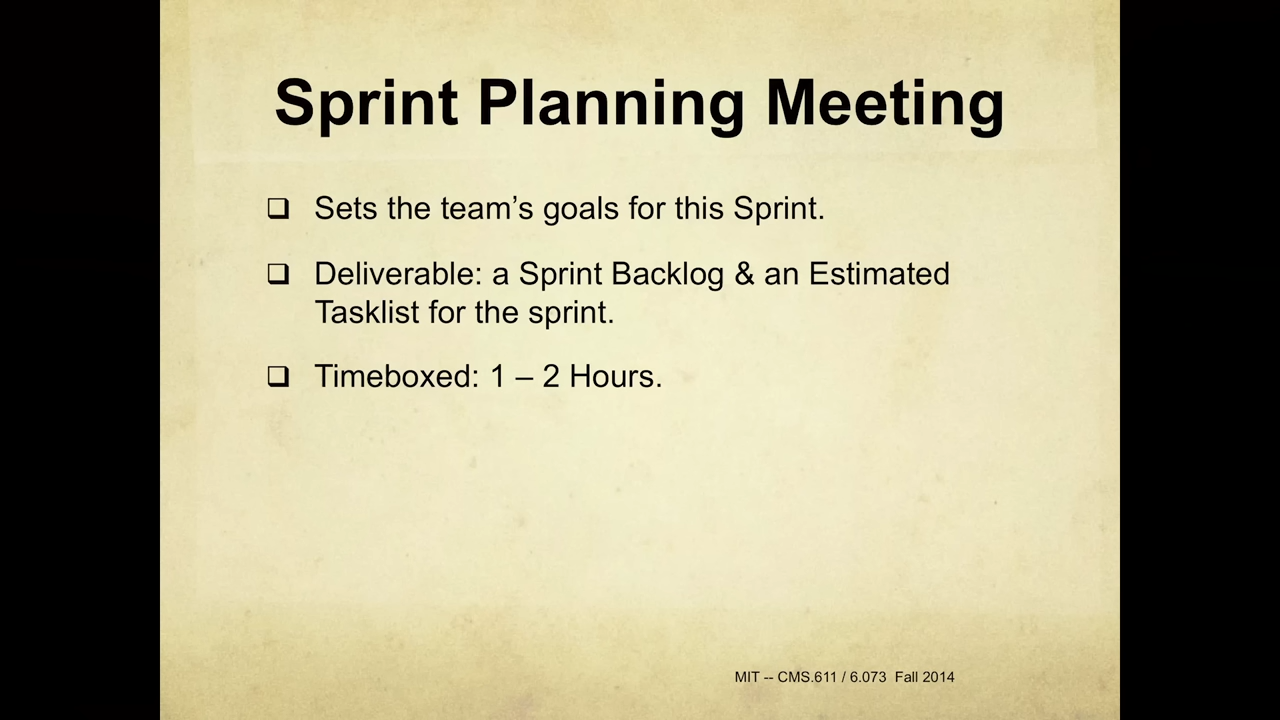 Sprint Planning Meeting
❑ Sets the team’s goals for this Sprint.
❑ Deliverable: a Sprint Backlog & an Estimated
Tasklist for the sprint.
❑ Timeboxed: 1 – 2 Hours.
MIT -- CMS.611 / 6.073 Fall 2014